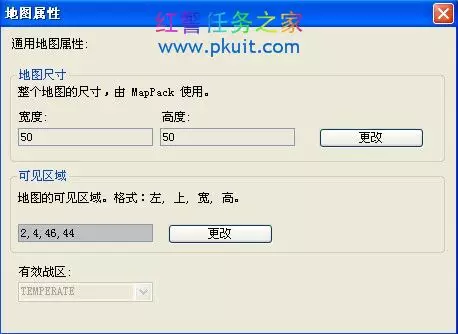 地图属性
红智任务之家
www.pkuit.com
通用地图属性:
地图尺寸
整个地图的尺寸，由 MapPack 使用。
宽度: 高度:
50 50 更改
可见区域
地图的可见区域。格式：左, 上, 宽, 高。
2,4,46,44 更改
有效战区:
TEMPERATE